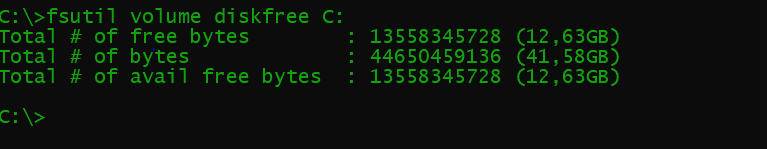 C:\>fsutil volume diskfree C:
Total # of free bytes        : 13558345728 (12,63GB)
Total # of bytes             : 44650459136 (41,58GB)
Total # of avail free bytes  : 13558345728 (12,63GB)
C:\>